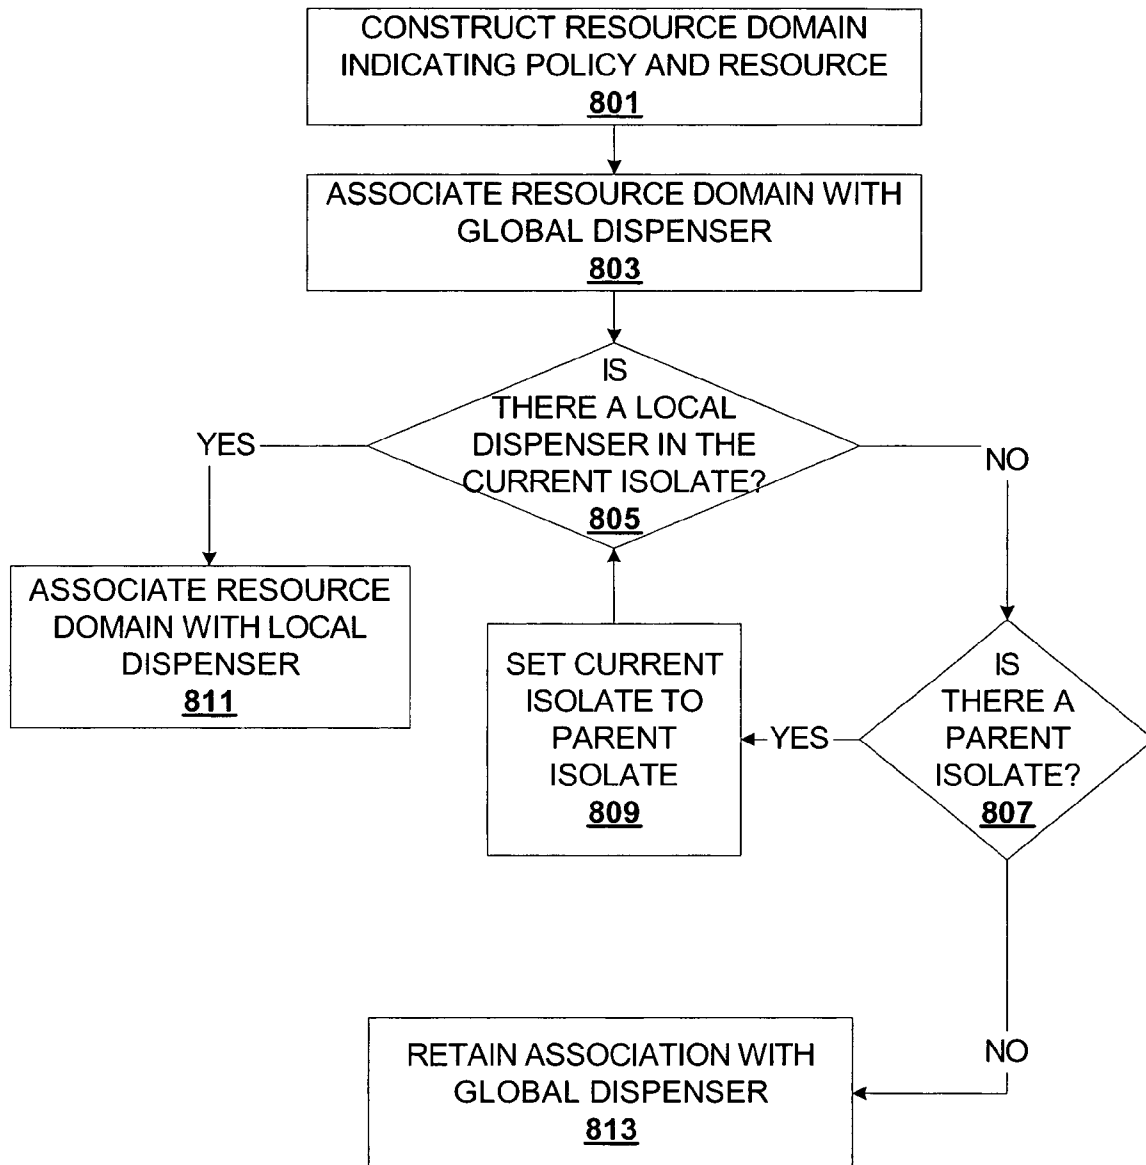 CONSTRUCT RESOURCE DOMAIN
INDICATING POLICY AND RESOURCE
801
ASSOCIATE RESOURCE DOMAIN WITH
GLOBAL DISPENSER
803
IS
THERE A LOCAL
DISPENSER IN THE
CURRENT ISOLATE?
805
YES
NO
ASSOCIATE RESOURCE
DOMAIN WITH LOCAL
DISPENSER
811
SET CURRENT
ISOLATE TO
PARENT
ISOLATE
809
YES
IS
THERE A
PARENT
ISOLATE?
807
NO
RETAIN ASSOCIATION WITH
GLOBAL DISPENSER
813